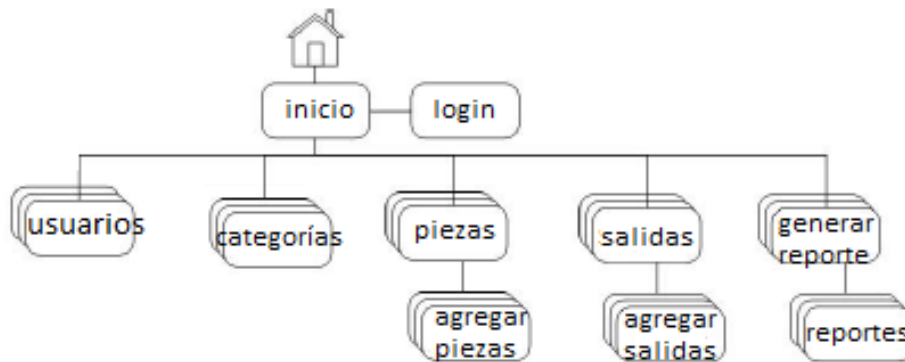 inicio
login
usuarios
categorías
piezas
salidas
generar
reporte
agregar
piezas
agregar
salidas
reportes